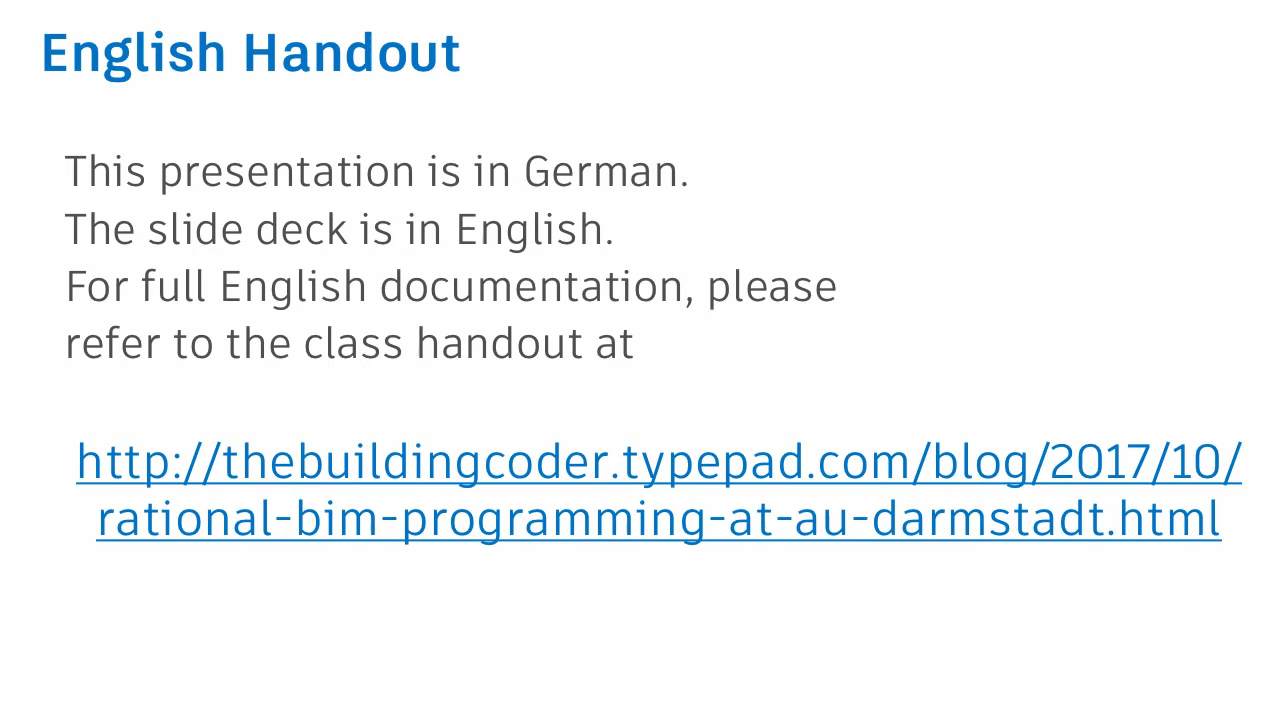 English Handout
This presentation is in German.
The slide deck is in English.
For full English documentation, please
refer to the class handout at
http://thebuildingcoder.typepad.com/blog/2017/10/
rational-bim-programming-at-au-darmstadt.html